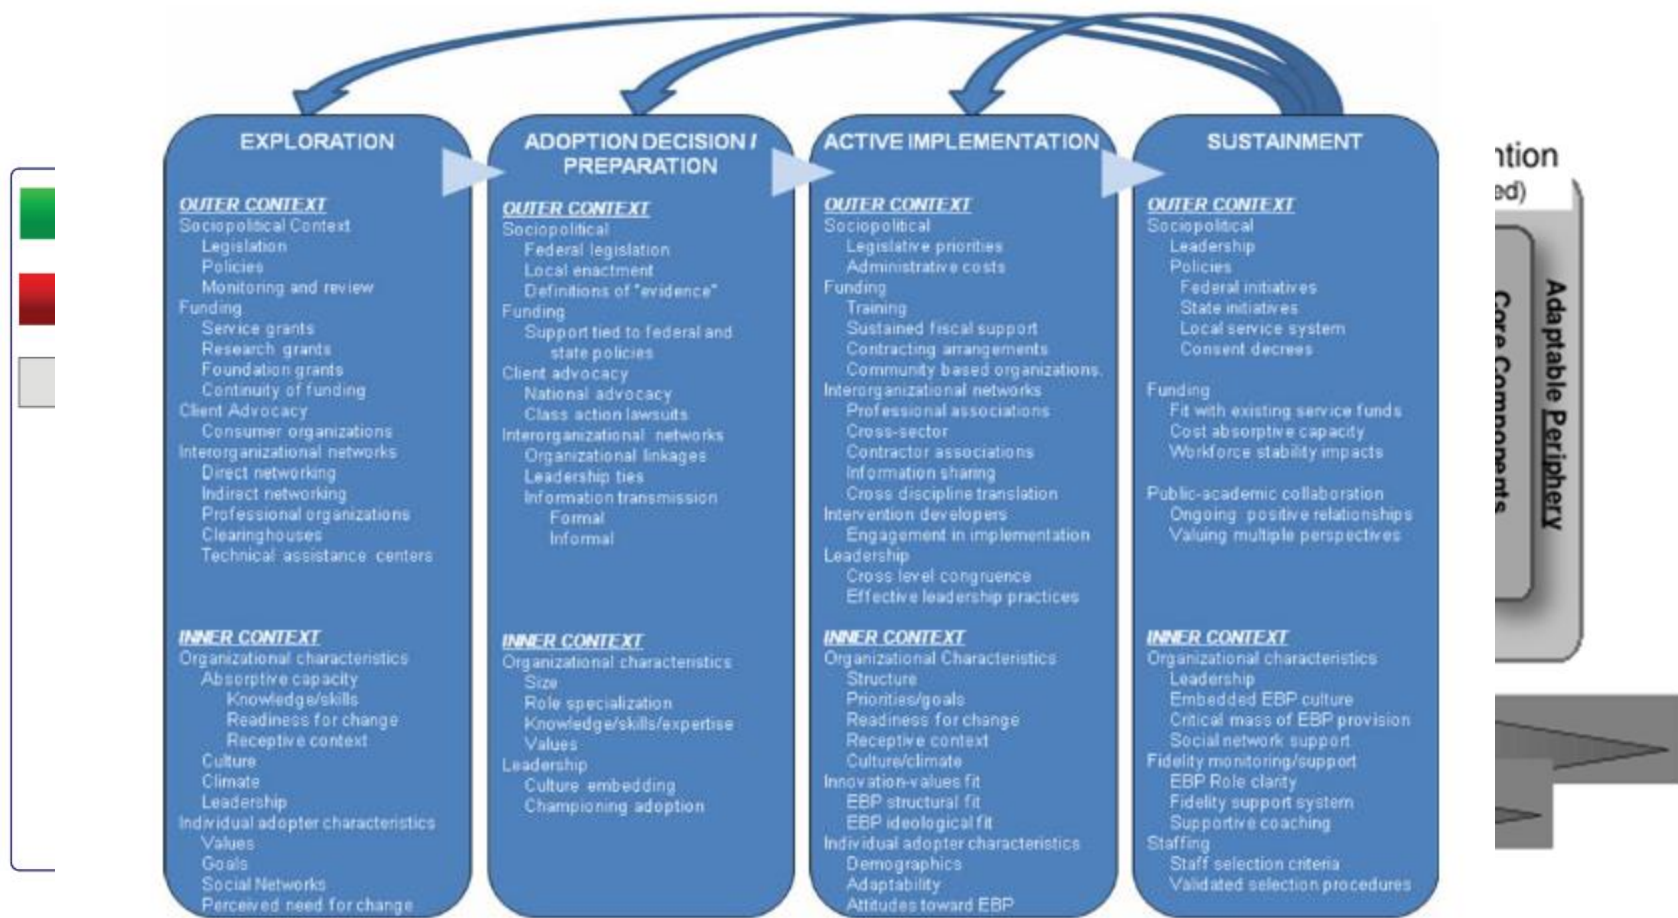 EXPLORATION
OUTER CONTEXT
Sociopolitical Context
Legislation
Policies
Monitoring and review
Funding
Service grants
Research grants
Foundation grants
Continuity of funding
Client Advocacy
Consumer organizations
Interorganizational networks
Direct networking
Indirect networking
Professional organizations
Clearinghouses
Technical assistance centers
INNER CONTEXT
Organizational characteristics
Absorptive capacity
Knowledge/skills
Readiness for change
Receptive context
Culture
Climate
Leadership
Individual adopter characteristics
Values
Goals
Social Networks
Perceived need for change
ADOPTION DECISION /
PREPARATION
OUTER CONTEXT
Sociopolitical
Federal legislation
Local enactment
Definitions of "evidence"
Funding
Support tied to federal and
state policies
Client advocacy
National advocacy
Class action lawsuits
Interorganizational networks
Organizational linkages
Leadership ties
Information transmission
Formal
Informal
INNER CONTEXT
Organizational characteristics
Size
Role specialization
Knowledge/skills/expertise
Values
Leadership
Culture embedding
Championing adoption
ACTIVE IMPLEMENTATION
OUTER CONTEXT
Sociopolitical
Legislative priorities
Administrative costs
Funding
Training
Sustained fiscal support
Contracting arrangements
Community based organizations.
Interorganizational networks
Professional associations
Cross-sector
Contractor associations
Information sharing
Cross discipline translation
Intervention developers
Engagement in implementation
Leadership
Cross level congruence
Effective leadership practices
INNER CONTEXT
Organizational Characteristics
Structure
Priorities/goals
Readiness for change
Receptive context
Culture/climate
Innovation-values fit
EBP structural fit
EBP ideological fit
Individual adopter characteristics
Demographics
Adaptability
Attitudes toward EBP
SUSTAINMENT
OUTER CONTEXT
Sociopolitical
Leadership
Policies
Federal initiatives
State initiatives
Local service system
Consent decrees
Funding
Fit with existing service funds
Cost absorptive capacity
Workforce stability impacts
Public-academic collaboration
Ongoing positive relationships
Valuing multiple perspectives
INNER CONTEXT
Organizational characteristics
Leadership
Embedded EBP culture
Critical mass of EBP provision
Social network support
Fidelity monitoring/support
EBP Role clarity
Fidelity support system
Supportive coaching
Staffing
Staff selection criteria
Validated selection procedures
ntion
ed)
Core Components
Adaptable Periphery